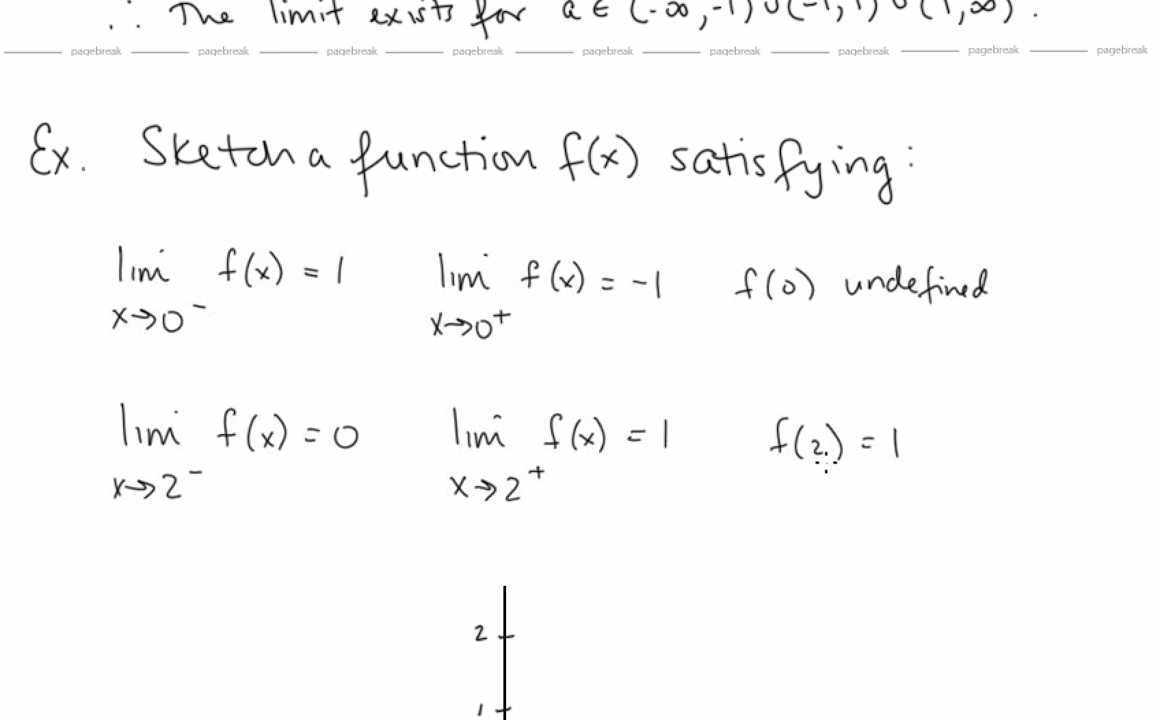 ∴ The limit exists for a ∈ (-∞,-1)∪(-1,1)∪(1,∞).
pagebreak pagebreak pagebreak pagebreak pagebreak pagebreak pagebreak pagebreak pagebreak
Ex. Sketch a function f(x) satisfying:
lim x→0⁻ f(x) = 1 lim x→0⁺ f(x) = -1 f(0) undefined
lim x→2⁻ f(x) = 0 lim x→2⁺ f(x) = 1 f(2) = 1
2
1